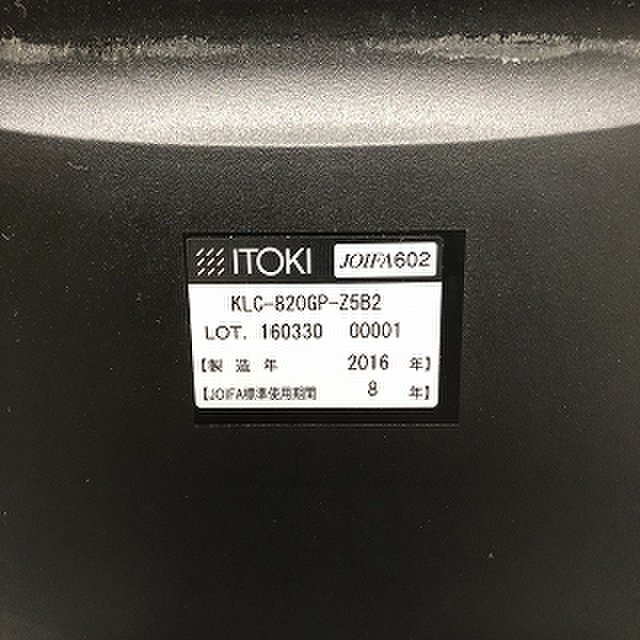 ITOKI JOIFA602
KLC-820GP-Z5B2
LOT. 160330 00001
【製造年 2016 年】
【JOIFA標準使用期間 8 年】